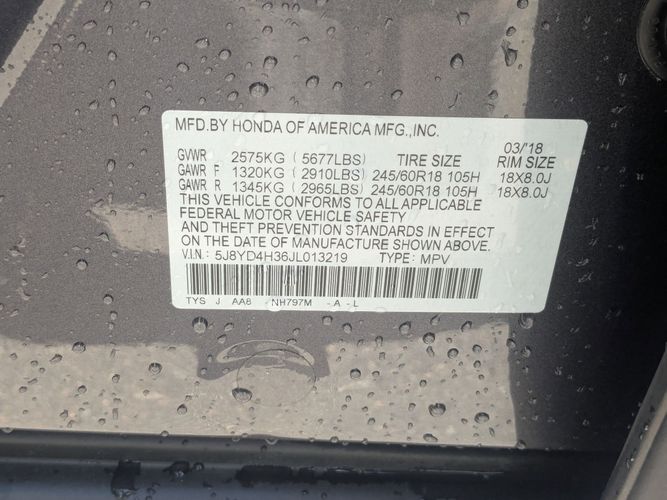 MFD.BY HONDA OF AMERICA MFG.,INC.
03/'18
GVWR 2575KG ( 5677LBS) TIRE SIZE RIM SIZE
GAWR F 1320KG ( 2910LBS) 245/60R18 105H 18X8.0J
GAWR R 1345KG ( 2965LBS) 245/60R18 105H 18X8.0J
THIS VEHICLE CONFORMS TO ALL APPLICABLE
FEDERAL MOTOR VEHICLE SAFETY
AND THEFT PREVENTION STANDARDS IN EFFECT
ON THE DATE OF MANUFACTURE SHOWN ABOVE.
V.I.N.: 5J8YD4H36JL013219 TYPE: MPV
TYS J AA8 NH797M - A - L